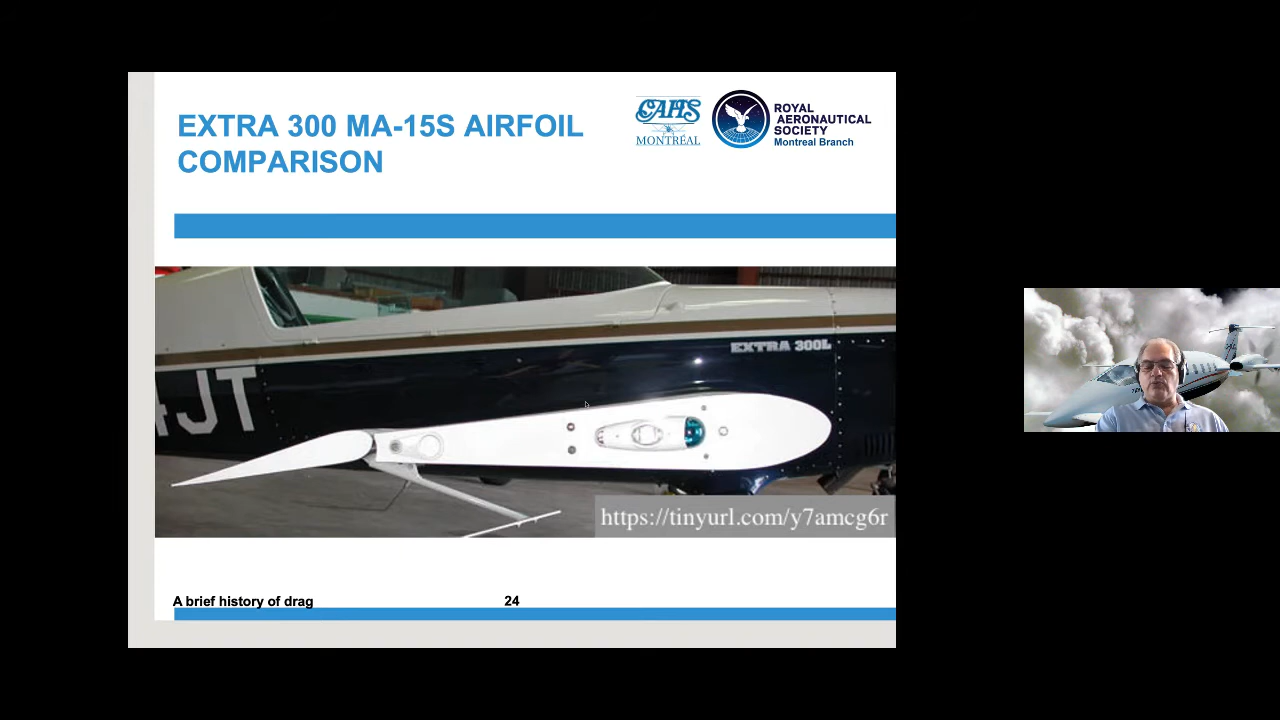 EXTRA 300 MA-15S AIRFOIL
COMPARISON
CAHS
MONTRÉAL
ROYAL
AERONAUTICAL
SOCIETY
Montreal Branch
EXTRA 300L
4JT
https://tinyurl.com/y7amcg6r
A brief history of drag
24